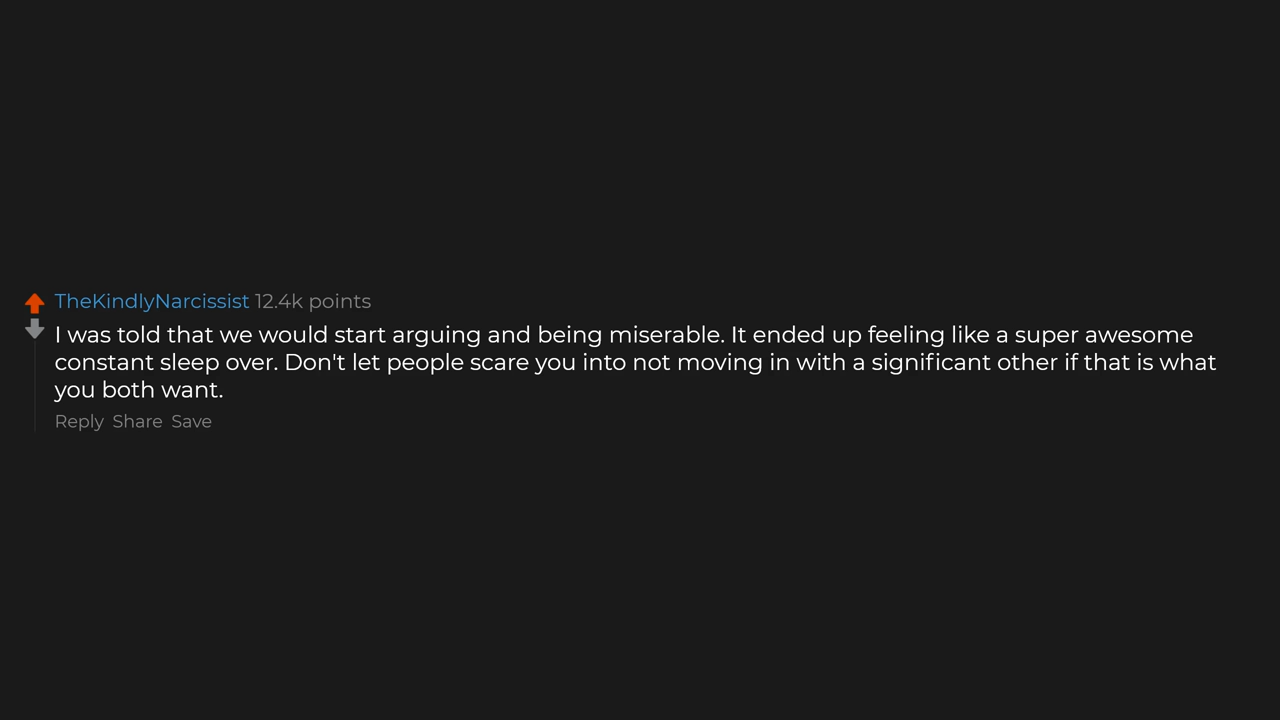 TheKindlyNarcissist 12.4k points
I was told that we would start arguing and being miserable. It ended up feeling like a super awesome
constant sleep over. Don't let people scare you into not moving in with a significant other if that is what
you both want.
Reply Share Save